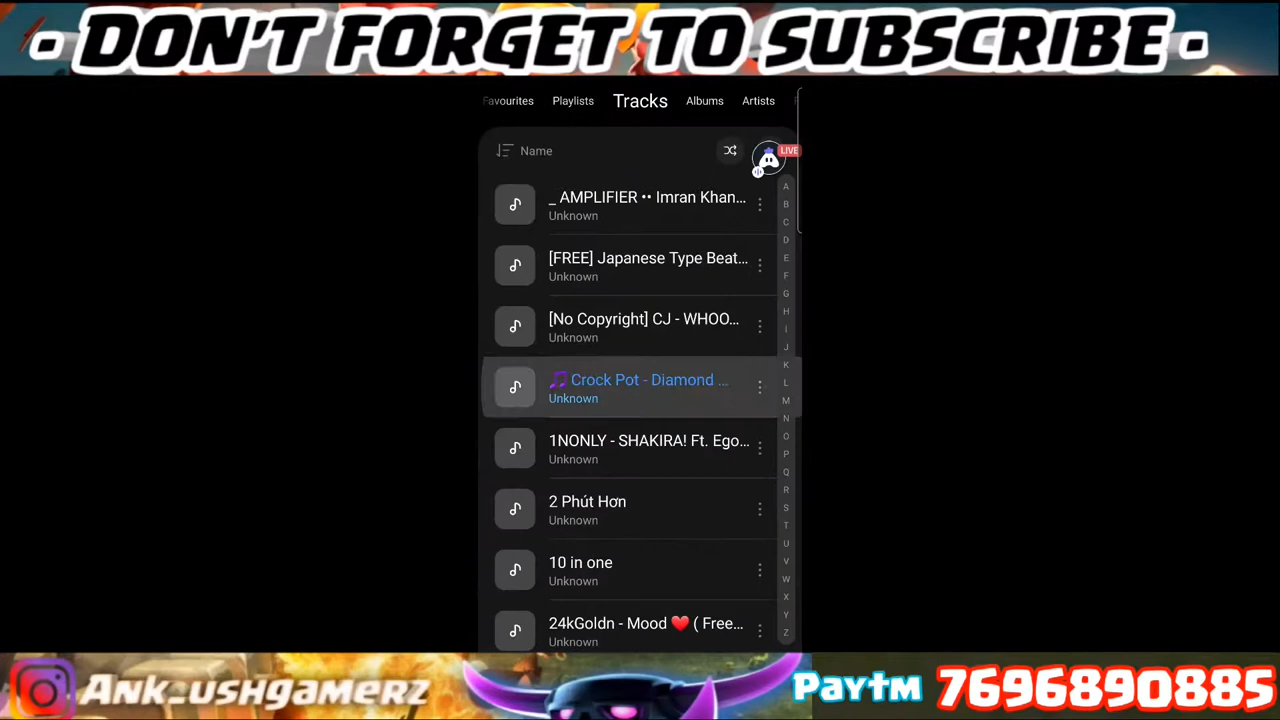 - DON'T FORGET TO SUBSCRIBE -
Favourites Playlists Tracks Albums Artists
Name
LIVE
_ AMPLIFIER •• Imran Khan...
Unknown
[FREE] Japanese Type Beat...
Unknown
[No Copyright] CJ - WHOO...
Unknown
🎵 Crock Pot - Diamond ...
Unknown
1NONLY - SHAKIRA! Ft. Ego...
Unknown
2 Phút Hơn
Unknown
10 in one
Unknown
24kGoldn - Mood ❤️ ( Free...
Unknown
A
B
C
D
E
F
G
H
I
J
K
L
M
N
O
P
Q
R
S
T
U
V
W
X
Y
Z
Ank_ushgamerz
Paytm 7696890885